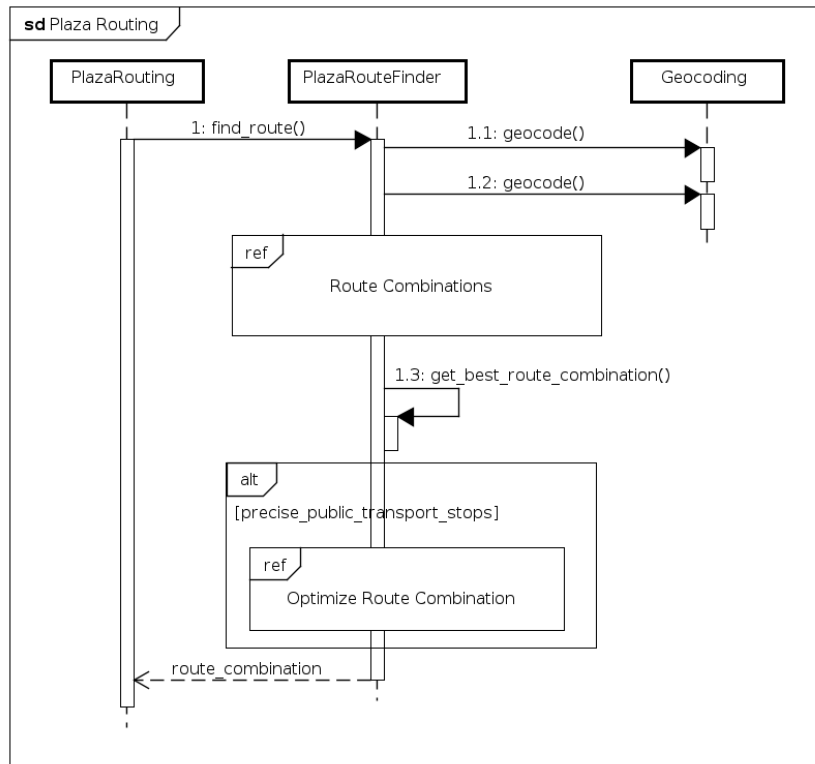 sd Plaza Routing
PlazaRouting
PlazaRouteFinder
Geocoding
1: find_route()
1.1: geocode()
1.2: geocode()
ref
Route Combinations
1.3: get_best_route_combination()
alt
[precise_public_transport_stops]
ref
Optimize Route Combination
route_combination